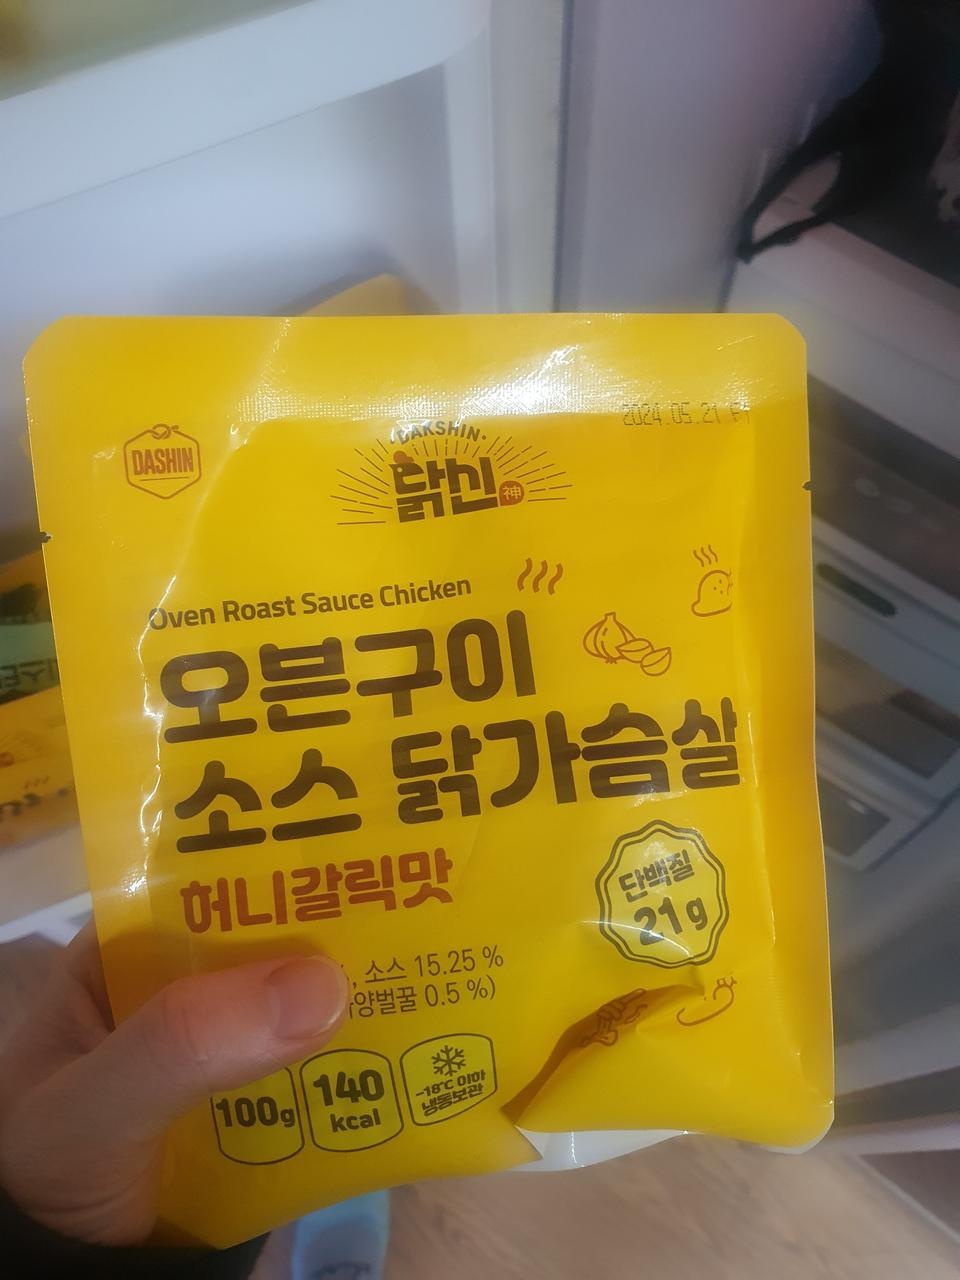 2024.05.21
DASHIN
DAKSHIN
닭신
神
Oven Roast Sauce Chicken
오븐구이
소스 닭가슴살
허니갈릭맛
단백질
21g
, 소스 15.25 %
양벌꿀 0.5 %)
100g
140
kcal
-18℃ 이하
냉동보관